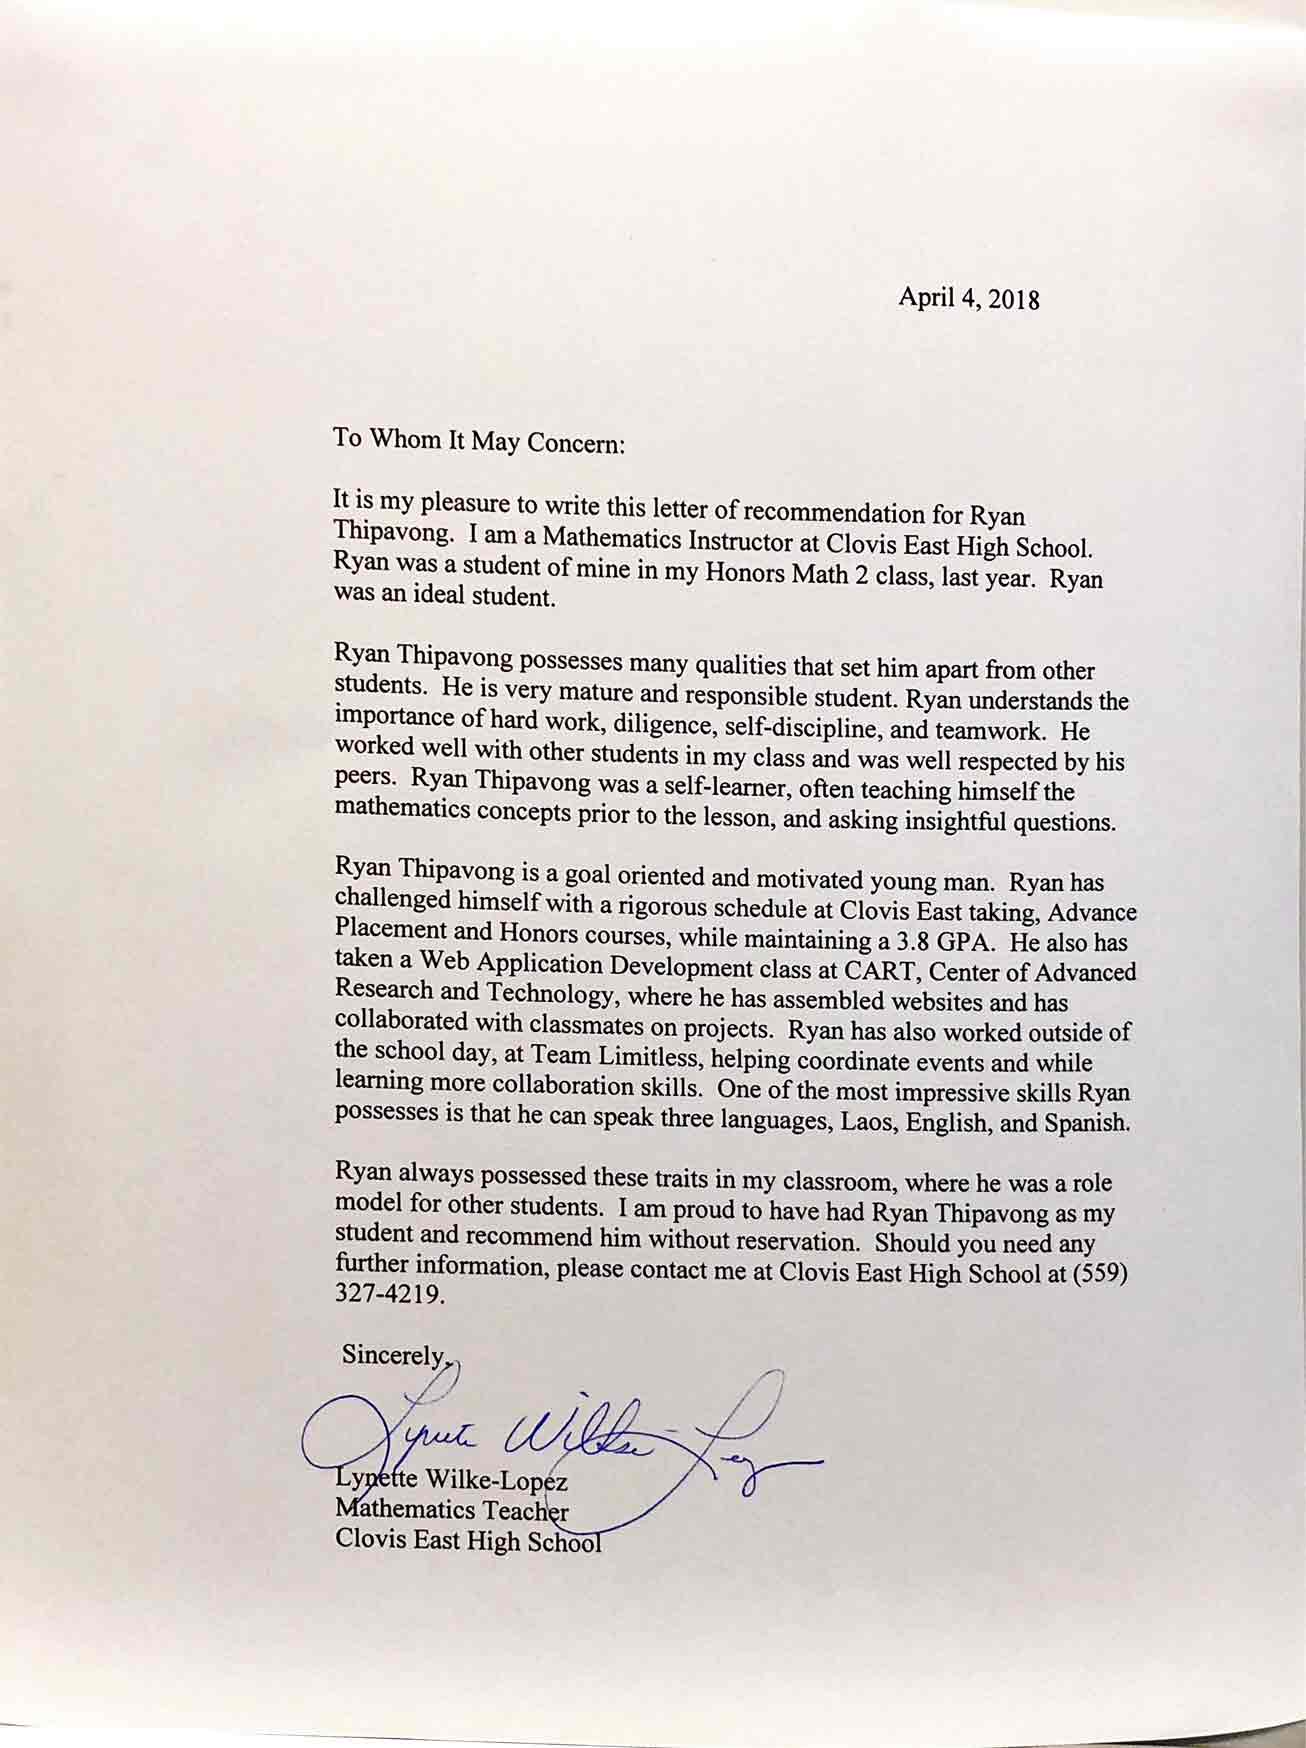 April 4, 2018
To Whom It May Concern:
It is my pleasure to write this letter of recommendation for Ryan
Thipavong.  I am a Mathematics Instructor at Clovis East High School.
Ryan was a student of mine in my Honors Math 2 class, last year.  Ryan
was an ideal student.
Ryan Thipavong possesses many qualities that set him apart from other
students.  He is very mature and responsible student. Ryan understands the
importance of hard work, diligence, self-discipline, and teamwork.  He
worked well with other students in my class and was well respected by his
peers.  Ryan Thipavong was a self-learner, often teaching himself the
mathematics concepts prior to the lesson, and asking insightful questions.
Ryan Thipavong is a goal oriented and motivated young man.  Ryan has
challenged himself with a rigorous schedule at Clovis East taking, Advance
Placement and Honors courses, while maintaining a 3.8 GPA.  He also has
taken a Web Application Development class at CART, Center of Advanced
Research and Technology, where he has assembled websites and has
collaborated with classmates on projects.  Ryan has also worked outside of
the school day, at Team Limitless, helping coordinate events and while
learning more collaboration skills.  One of the most impressive skills Ryan
possesses is that he can speak three languages, Laos, English, and Spanish.
Ryan always possessed these traits in my classroom, where he was a role
model for other students.  I am proud to have had Ryan Thipavong as my
student and recommend him without reservation.  Should you need any
further information, please contact me at Clovis East High School at (559)
327-4219.
Sincerely,
Lynette Wilke-Lopez
Lynette Wilke-Lopez
Mathematics Teacher
Clovis East High School